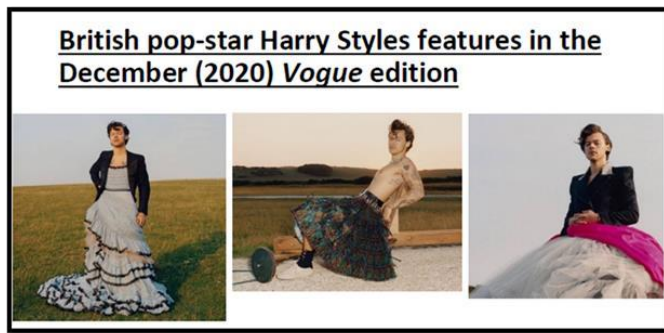 British pop-star Harry Styles features in the
December (2020) Vogue edition